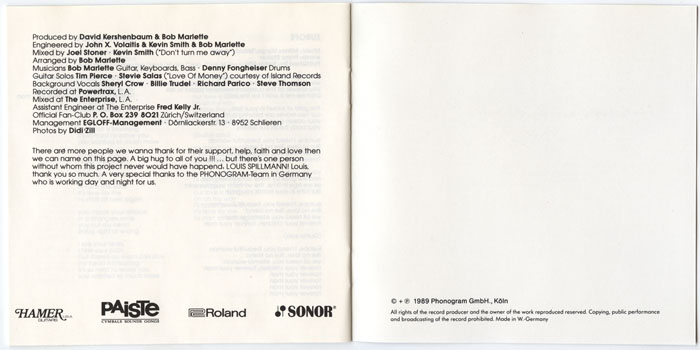 Produced by David Kershenbaum & Bob Marlette
Engineered by John X. Volaitis & Kevin Smith & Bob Marlette
Mixed by Joel Stoner · Kevin Smith ("Don't turn me away")
Arranged by Bob Marlette
Musicians Bob Marlette Guitar, Keyboards, Bass · Denny Fongheiser Drums
Guitar Solos Tim Pierce · Stevie Salas ("Love Of Money") courtesy of Island Records
Background Vocals Sheryl Crow · Billie Trudel · Richard Parico · Steve Thomson
Recorded at Powertrax, L.A.
Mixed at The Enterprise, L.A.
Assistant Engineer at The Enterprise Fred Kelly Jr.
Official Fan-Club P. O. Box 239 8021 Zürich/Switzerland
Management EGLOFF-Management · Dörnliackerstr. 13 · 8952 Schlieren
Photos by Didi Zill
There are more people we wanna thank for their support, help, faith and love then
we can name on this page. A big hug to all of you !!! ... but there's one person
without whom this project never would have happend. LOUIS SPILLMANN! Louis,
thank you so much. A very special thanks to the PHONOGRAM-Team in Germany
who is working day and night for us.
HAMER U.S.A.
GUITARS
PAiSTe
CYMBALS SOUNDS GONGS
Roland
SONOR®
© + ℗ 1989 Phonogram GmbH., Köln
All rights of the record producer and the owner of the work reproduced reserved. Copying, public performance
and broadcasting of the record prohibited. Made in W.-Germany